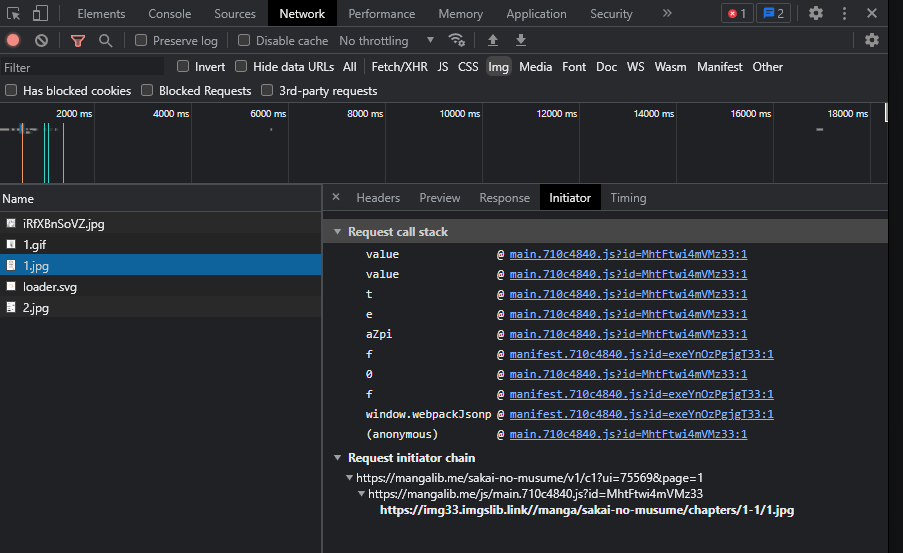 Elements Console Sources Network Performance Memory Application Security » 1 2
Preserve log Disable cache No throttling
Filter Invert Hide data URLs All Fetch/XHR JS CSS Img Media Font Doc WS Wasm Manifest Other
Has blocked cookies Blocked Requests 3rd-party requests
2000 ms 4000 ms 6000 ms 8000 ms 10000 ms 12000 ms 14000 ms 16000 ms 18000 ms
Name
iRfXBnSoVZ.jpg
1.gif
1.jpg
loader.svg
2.jpg
× Headers Preview Response Initiator Timing
Request call stack
value @ main.710c4840.js?id=MhtFtwi4mVMz33:1
value @ main.710c4840.js?id=MhtFtwi4mVMz33:1
t @ main.710c4840.js?id=MhtFtwi4mVMz33:1
e @ main.710c4840.js?id=MhtFtwi4mVMz33:1
aZpi @ main.710c4840.js?id=MhtFtwi4mVMz33:1
f @ manifest.710c4840.js?id=exeYnOzPgjgT33:1
0 @ main.710c4840.js?id=MhtFtwi4mVMz33:1
f @ manifest.710c4840.js?id=exeYnOzPgjgT33:1
window.webpackJsonp @ manifest.710c4840.js?id=exeYnOzPgjgT33:1
(anonymous) @ main.710c4840.js?id=MhtFtwi4mVMz33:1
Request initiator chain
https://mangalib.me/sakai-no-musume/v1/c1?ui=75569&page=1
https://mangalib.me/js/main.710c4840.js?id=MhtFtwi4mVMz33
https://img33.imgslib.link//manga/sakai-no-musume/chapters/1-1/1.jpg